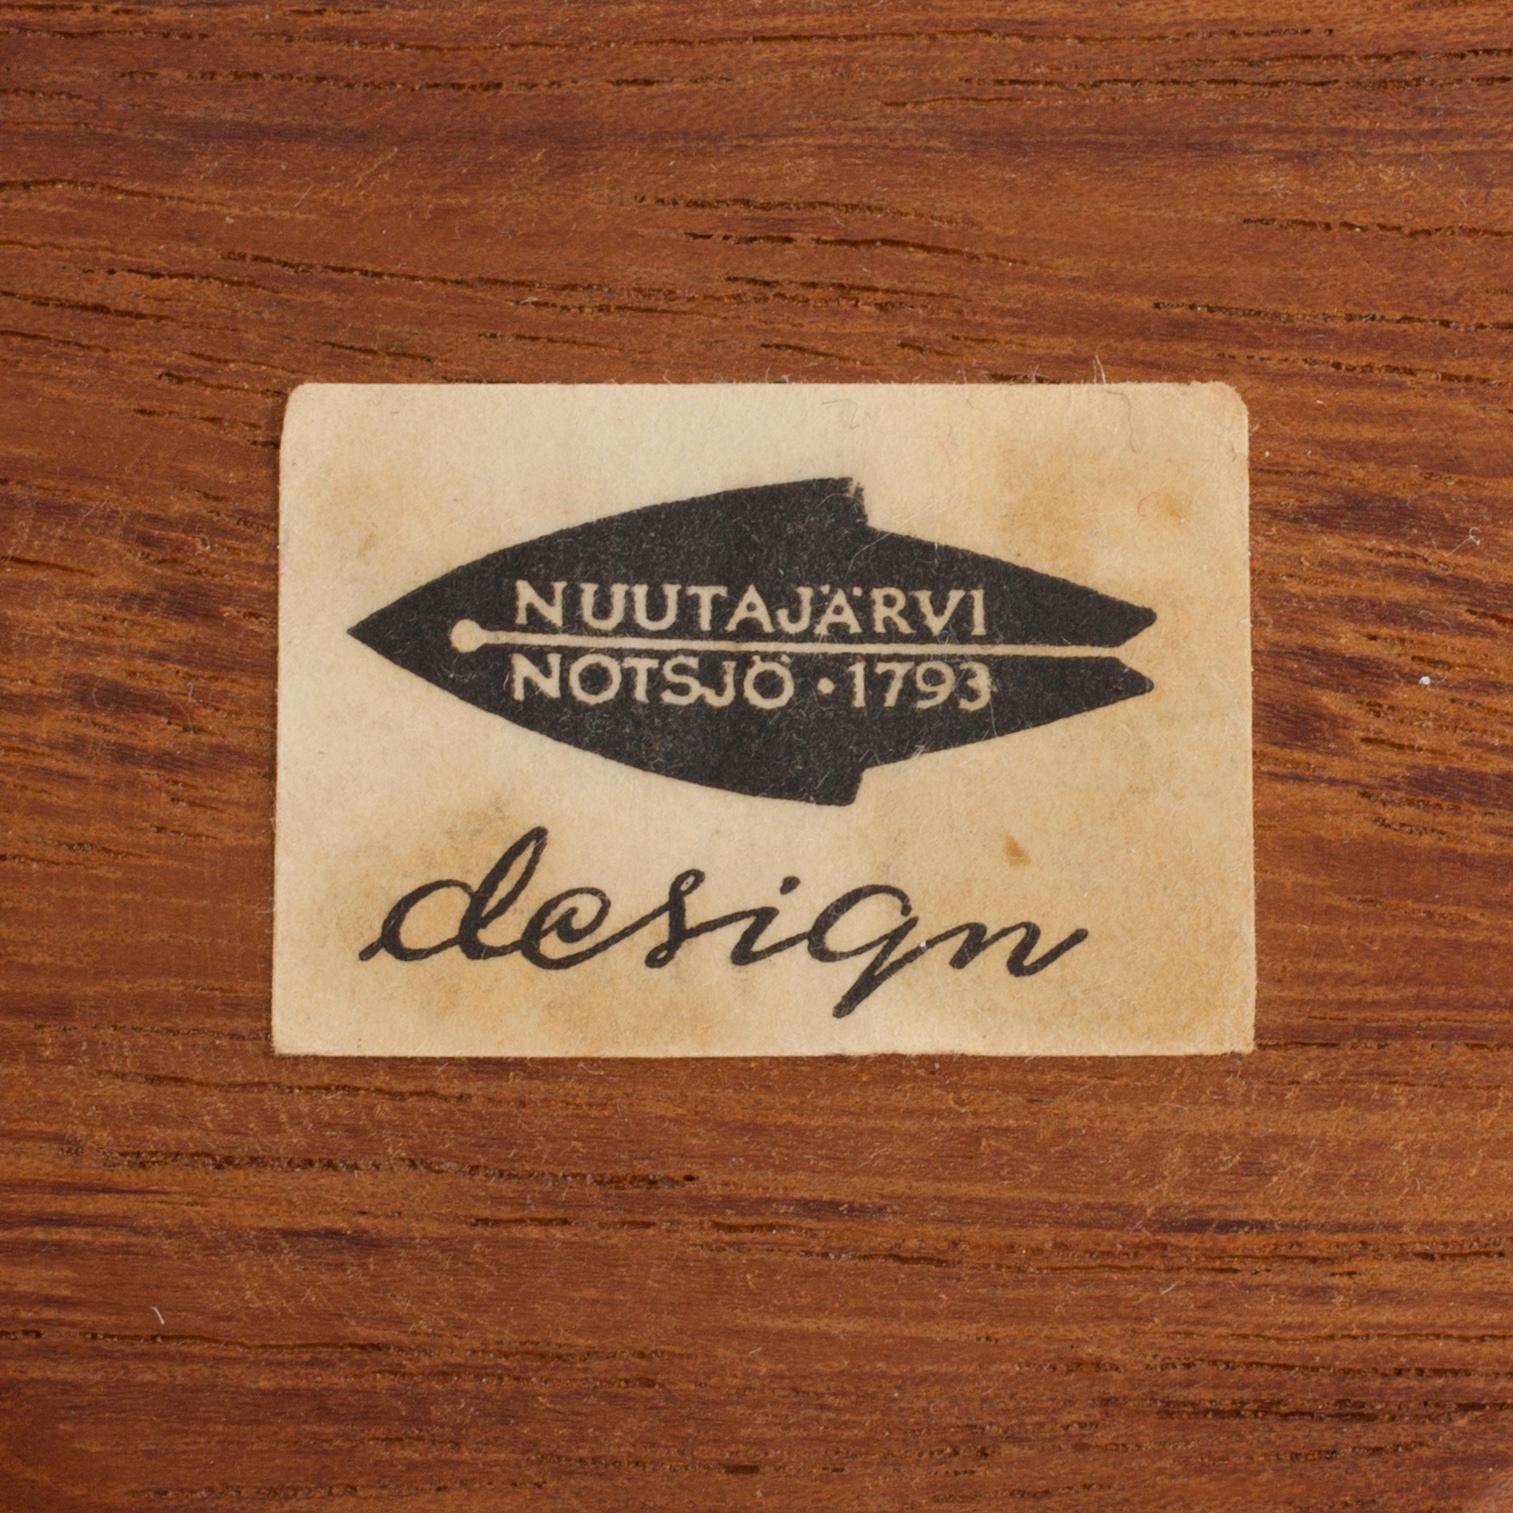 NUUTAJÄRVI
NOTSJÖ · 1793
design